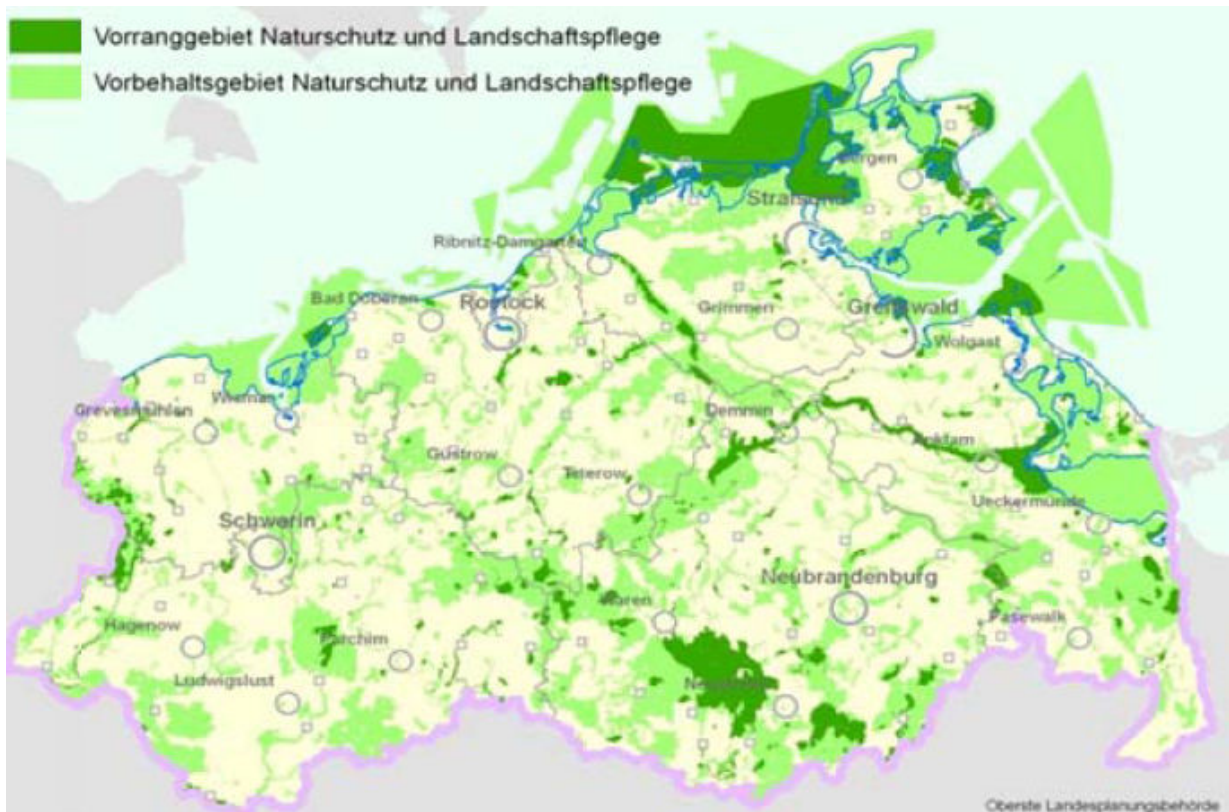 Vorranggebiet Naturschutz und Landschaftspflege
Vorbehaltsgebiet Naturschutz und Landschaftspflege
Bergen
Stralsund
Ribnitz-Damgarten
Bad Doberan
Rostock
Grimmen
Greifswald
Wolgast
Grevesmühlen
Wismar
Demmin
Anklam
Güstrow
Teterow
Ueckermünde
Schwerin
Neubrandenburg
Waren
Pasewalk
Hagenow
Parchim
Ludwigslust
Oberste Landesplanungsbehörde